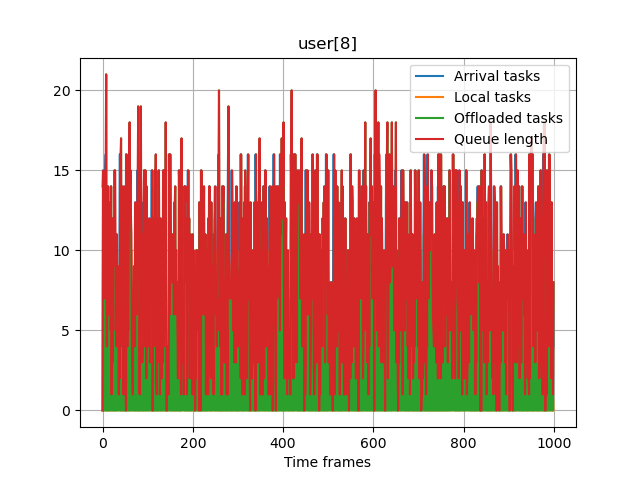 user[8]
Arrival tasks
Local tasks
Offloaded tasks
Queue length
20
15
10
5
0
0 200 400 600 800 1000
Time frames